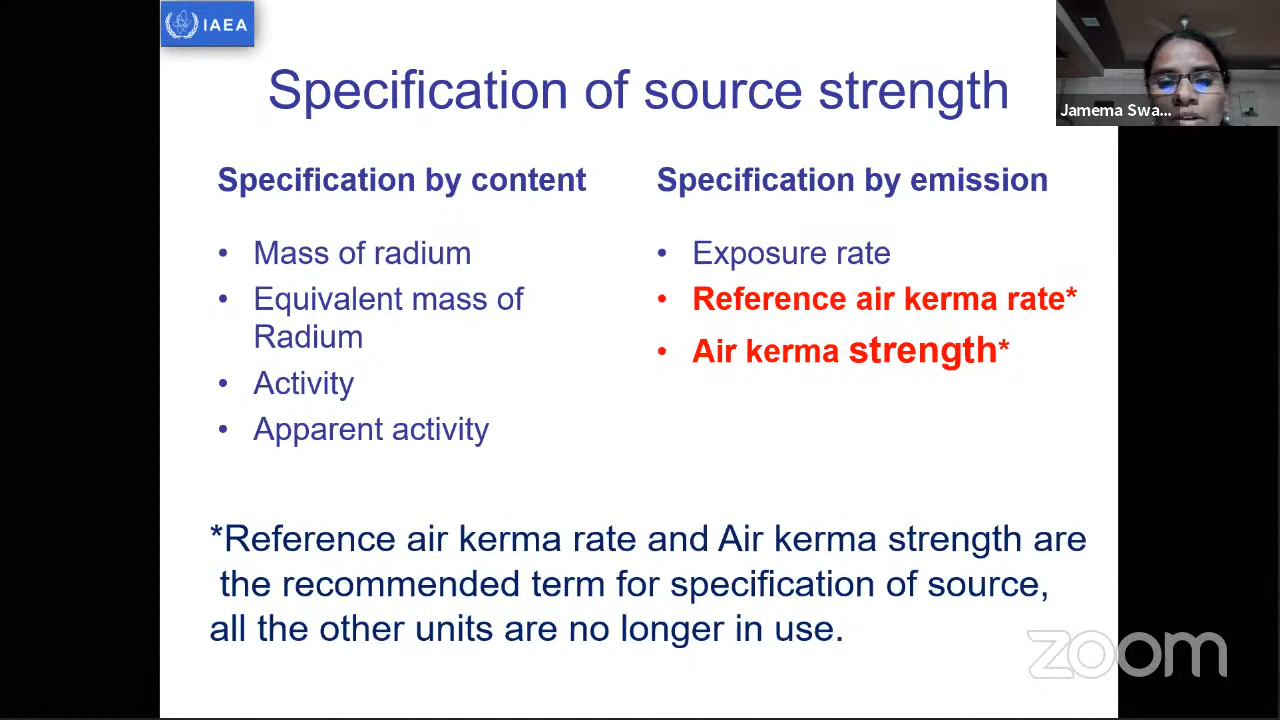 IAEA
Specification of source strength
Jamema Swa...
Specification by content
• Mass of radium
• Equivalent mass of
Radium
• Activity
• Apparent activity
Specification by emission
• Exposure rate
• Reference air kerma rate*
• Air kerma strength*
*Reference air kerma rate and Air kerma strength are
the recommended term for specification of source,
all the other units are no longer in use.
zoom